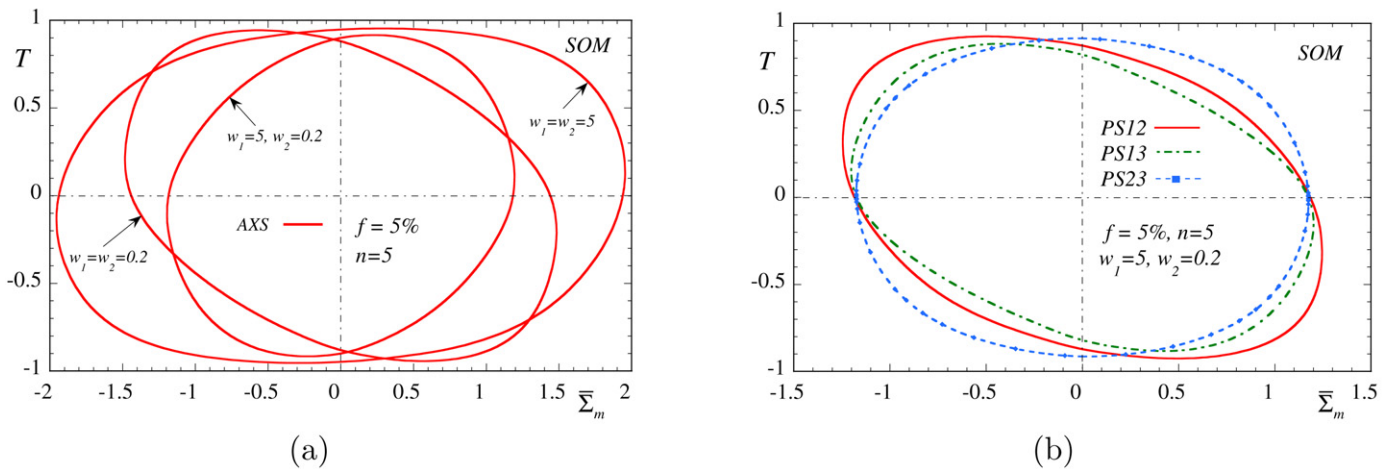 1
T
SOM
0.5
w1=5, w2=0.2
w1=w2=5
0
AXS
f = 5%
n=5
w1=w2=0.2
-0.5
-1
-2 -1.5 -1 -0.5 0 0.5 1 1.5 2
Σ̅m
(a)
1
T
SOM
0.5
PS12
PS13
PS23
0
f = 5%, n=5
w1=5, w2=0.2
-0.5
-1
-1.5 -1 -0.5 0 0.5 1 1.5
Σ̅m
(b)